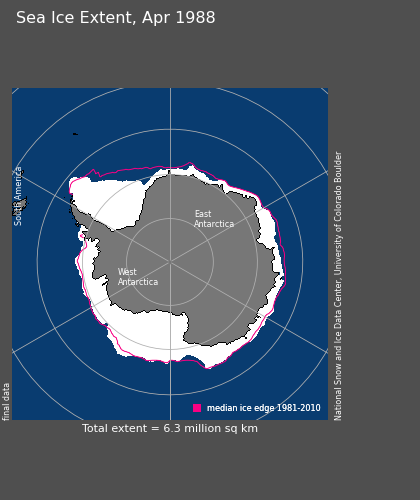 Sea Ice Extent, Apr 1988
South America
East
Antarctica
West
Antarctica
National Snow and Ice Data Center, University of Colorado Boulder
final data
median ice edge 1981-2010
Total extent = 6.3 million sq km